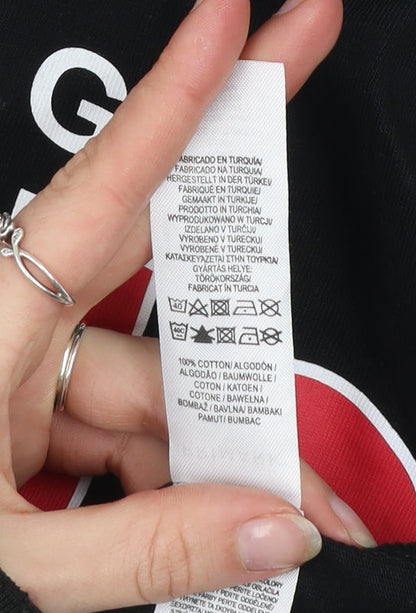 G
FABRICADO EN TURQUÍA/
FABRICADO NA TURQUIA/
HERGESTELLT IN DER TÜRKEI/
FABRIQUÉ EN TURQUIE/
GEMAAKT IN TURKIJE/
PRODOTTO IN TURCHIA/
WYPRODUKOWANO W TURCJI/
IZDELANO V TURČIJI/
VYROBENO V TURECKU/
VYROBENÉ V TURECKU/
ΚΑΤΑΣΚΕΥΑΖΕΤΑΙ ΣΤΗΝ ΤΟΥΡΚΙΑ/
GYÁRTÁS HELYE:
TÖRÖKORSZÁG/
FABRICAT ÎN TURCIA
40
100% COTTON/ ALGODÓN/
ALGODÃO / BAUMWOLLE /
COTON / KATOEN /
COTONE / BAWEŁNA /
BOMBAŽ / BAVLNA / BAMBAKI
PAMUT/ BUMBAC